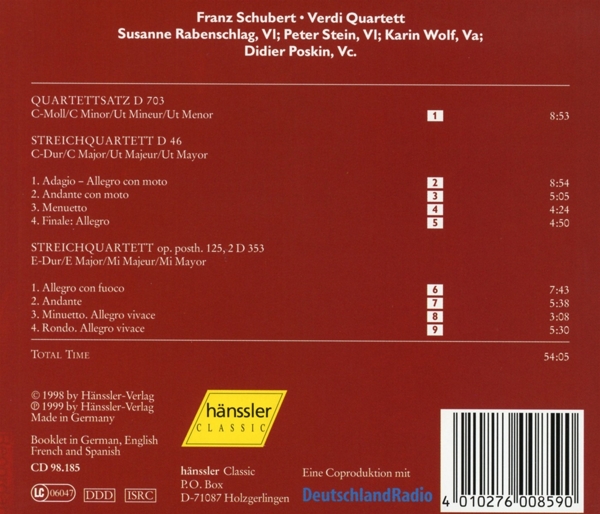 Franz Schubert • Verdi Quartett
Susanne Rabenschlag, Vl; Peter Stein, Vl; Karin Wolf, Va;
Didier Poskin, Vc.
QUARTETTSATZ D 703
C-Moll/C Minor/Ut Mineur/Ut Menor 1 8:53
STREICHQUARTETT D 46
C-Dur/C Major/Ut Majeur/Ut Mayor
1. Adagio – Allegro con moto 2 8:54
2. Andante con moto 3 5:05
3. Menuetto 4 4:24
4. Finale: Allegro 5 4:50
STREICHQUARTETT op. posth. 125, 2 D 353
E-Dur/E Major/Mi Majeur/Mi Mayor
1. Allegro con fuoco 6 7:43
2. Andante 7 5:38
3. Minuetto. Allegro vivace 8 3:08
4. Rondo. Allegro vivace 9 5:30
TOTAL TIME 54:05
© 1998 by Hänssler-Verlag
℗ 1999 by Hänssler-Verlag
Made in Germany
Booklet in German, English
French and Spanish
CD 98.185
LC 06047 DDD ISRC
hänssler
CLASSIC
hänssler Classic
P.O. Box
D-71087 Holzgerlingen
Eine Coproduktion mit
DeutschlandRadio
4 010276 008590